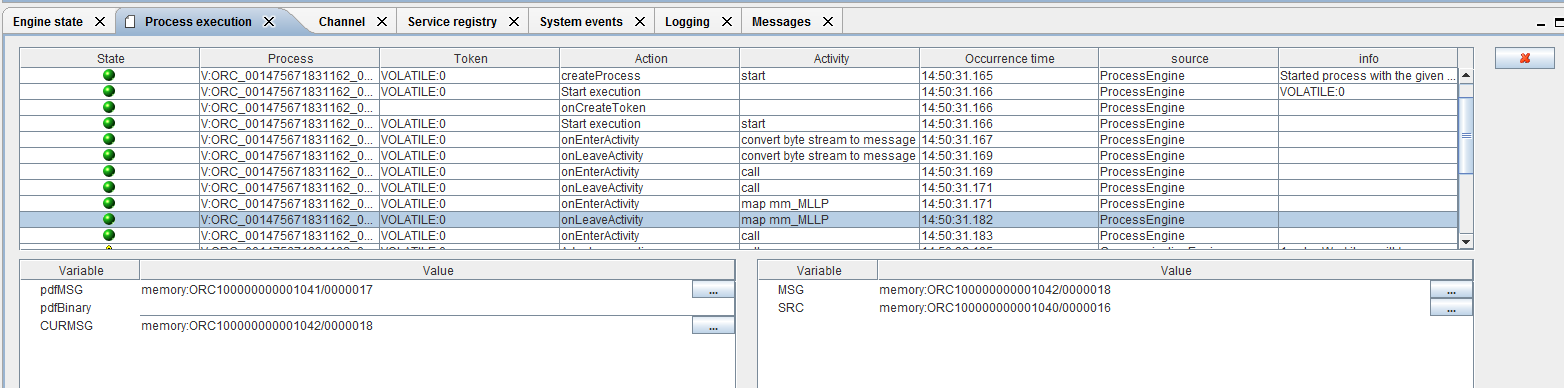 Engine state Process execution Channel Service registry System events Logging Messages
State Process Token Action Activity Occurrence time source info
V:ORC_001475671831162_0... VOLATILE:0 createProcess start 14:50:31.165 ProcessEngine Started process with the given ...
V:ORC_001475671831162_0... VOLATILE:0 Start execution 14:50:31.166 ProcessEngine VOLATILE:0
V:ORC_001475671831162_0... onCreateToken 14:50:31.166 ProcessEngine
V:ORC_001475671831162_0... VOLATILE:0 Start execution start 14:50:31.166 ProcessEngine
V:ORC_001475671831162_0... VOLATILE:0 onEnterActivity convert byte stream to message 14:50:31.167 ProcessEngine
V:ORC_001475671831162_0... VOLATILE:0 onLeaveActivity convert byte stream to message 14:50:31.169 ProcessEngine
V:ORC_001475671831162_0... VOLATILE:0 onEnterActivity call 14:50:31.169 ProcessEngine
V:ORC_001475671831162_0... VOLATILE:0 onLeaveActivity call 14:50:31.171 ProcessEngine
V:ORC_001475671831162_0... VOLATILE:0 onEnterActivity map mm_MLLP 14:50:31.171 ProcessEngine
V:ORC_001475671831162_0... VOLATILE:0 onLeaveActivity map mm_MLLP 14:50:31.182 ProcessEngine
V:ORC_001475671831162_0... VOLATILE:0 onEnterActivity call 14:50:31.183 ProcessEngine
Variable Value Variable Value
pdfMSG memory:ORC100000000001041/0000017 ... MSG memory:ORC100000000001042/0000018 ...
pdfBinary SRC memory:ORC100000000001040/0000016 ...
CURMSG memory:ORC100000000001042/0000018 ...